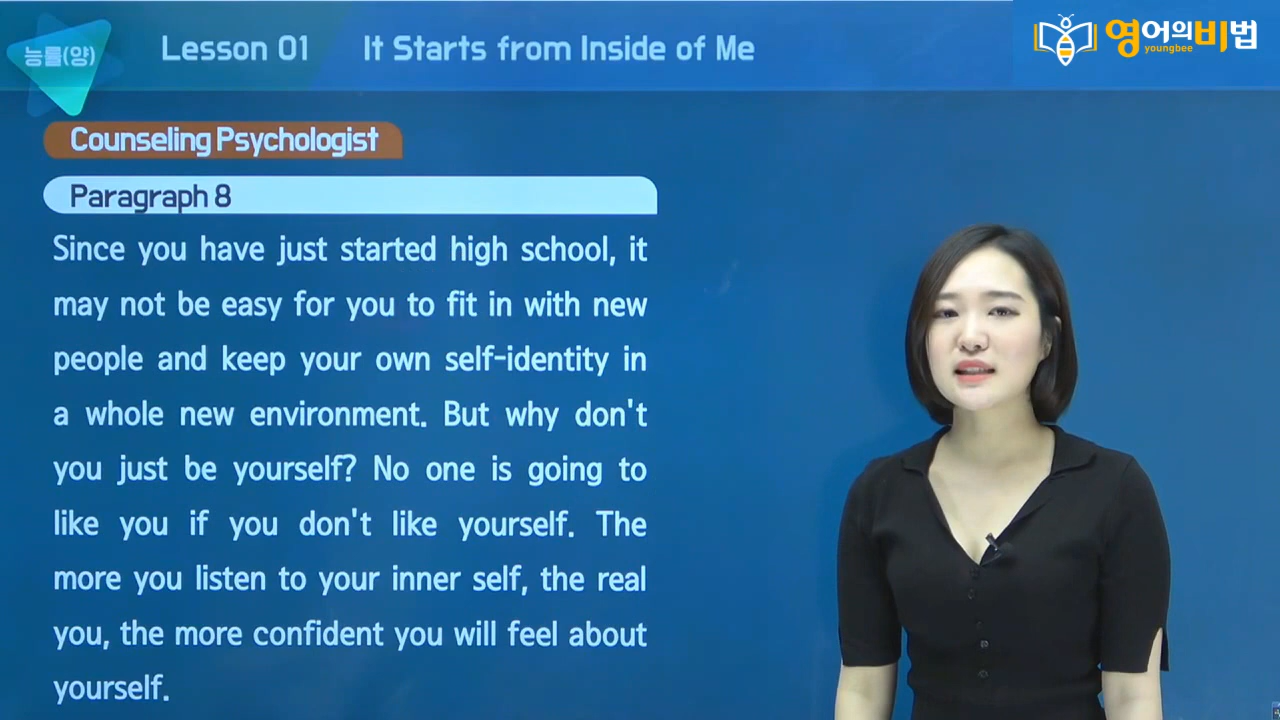 능률(양)
Lesson 01 It Starts from Inside of Me
영어의비법
youngbee
Counseling Psychologist
Paragraph 8
Since you have just started high school, it
may not be easy for you to fit in with new
people and keep your own self-identity in
a whole new environment. But why don't
you just be yourself? No one is going to
like you if you don't like yourself. The
more you listen to your inner self, the real
you, the more confident you will feel about
yourself.